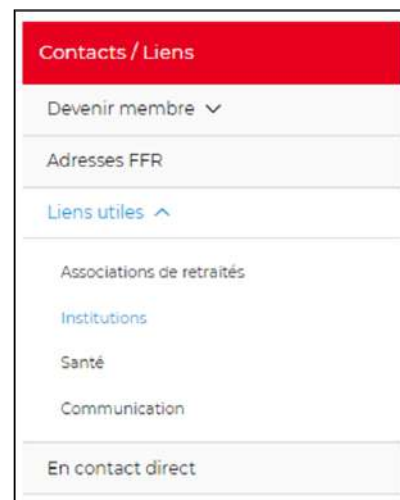 Contacts / Liens
Devenir membre
Adresses FFR
Liens utiles
Associations de retraités
Institutions
Santé
Communication
En contact direct